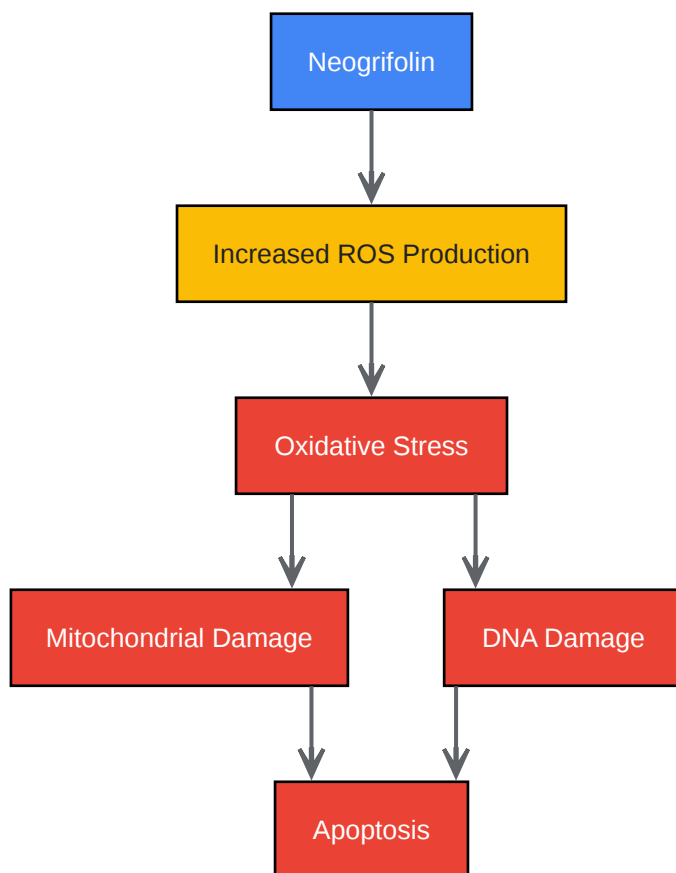 Neogrifolin
Increased ROS Production
Oxidative Stress
Mitochondrial Damage
DNA Damage
Apoptosis